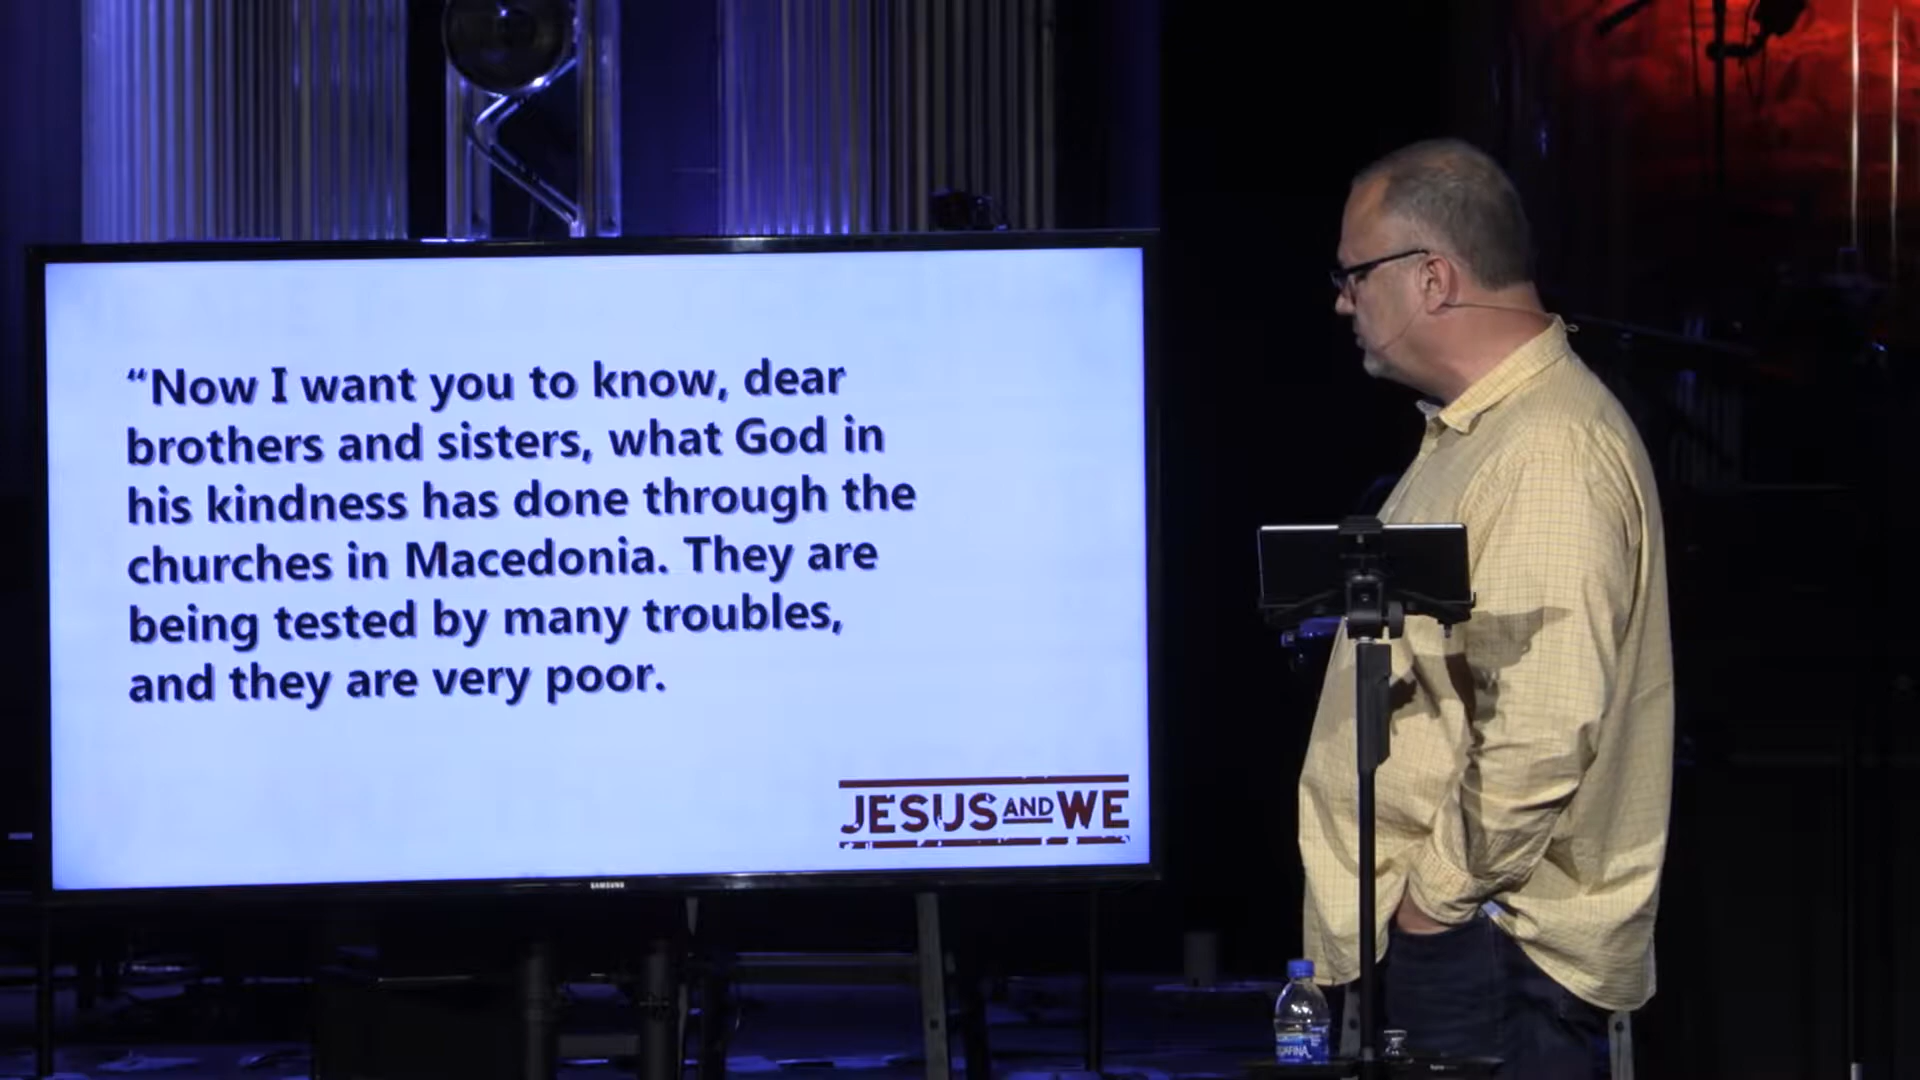 “Now I want you to know, dear
brothers and sisters, what God in
his kindness has done through the
churches in Macedonia. They are
being tested by many troubles,
and they are very poor.
JESUS AND WE
SAMSUNG